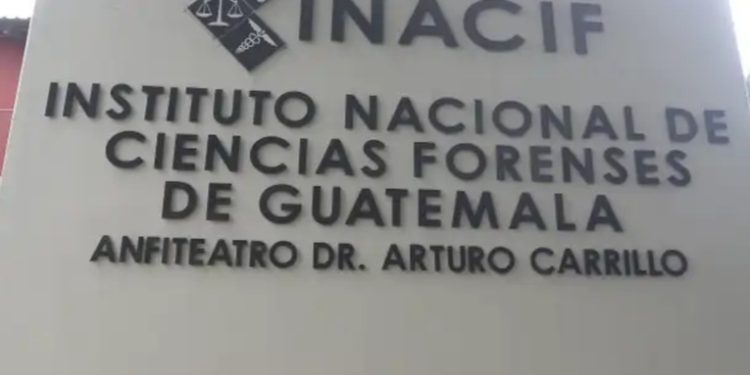 INACIF
INSTITUTO NACIONAL DE
CIENCIAS FORENSES
DE GUATEMALA
ANFITEATRO DR. ARTURO CARRILLO